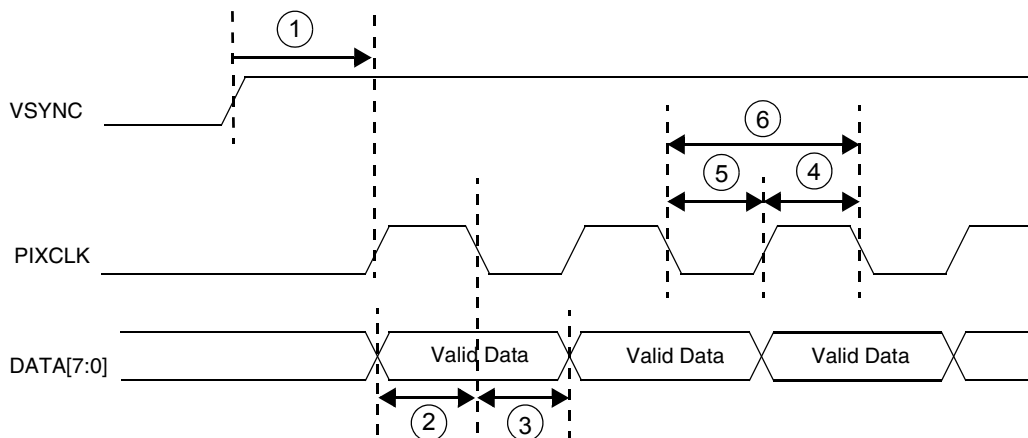 1
VSYNC
6
5 4
PIXCLK
DATA[7:0] Valid Data Valid Data Valid Data
2 3